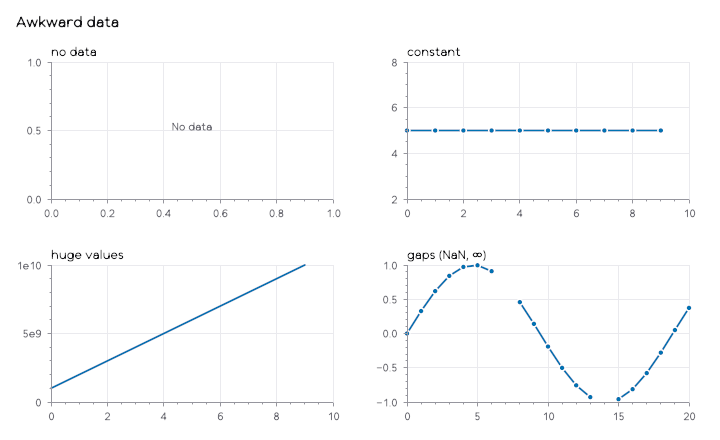 Awkward data
no data
1.0
0.5
0.0
No data
0.0 0.2 0.4 0.6 0.8 1.0
constant
8
6
4
2
0 2 4 6 8 10
huge values
1e10
5e9
0
0 2 4 6 8 10
gaps (NaN, ∞)
1.0
0.5
0.0
−0.5
−1.0
0 5 10 15 20